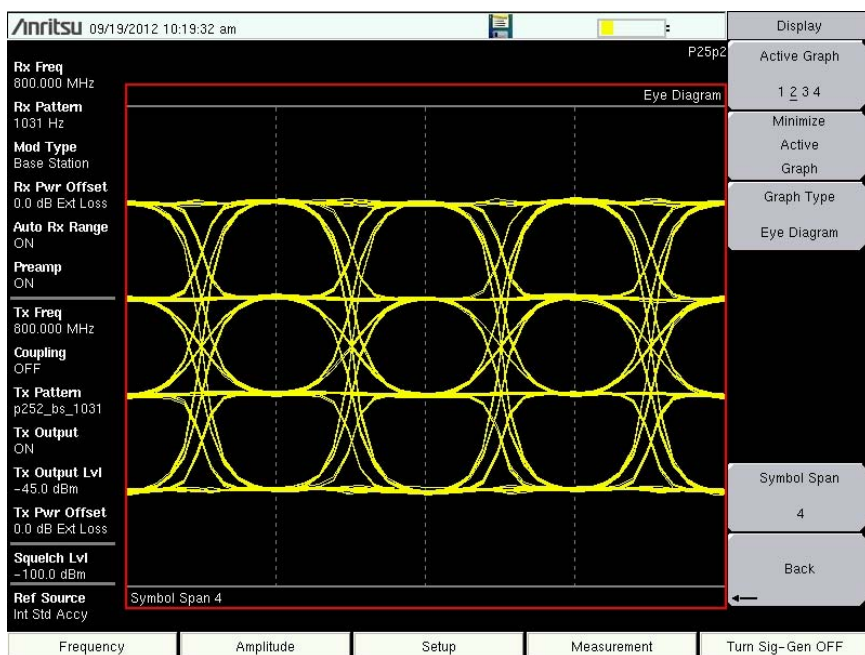 Anritsu 09/19/2012 10:19:32 am
P25p2
Rx Freq
800.000 MHz
Rx Pattern
1031 Hz
Mod Type
Base Station
Rx Pwr Offset
0.0 dB Ext Loss
Auto Rx Range
ON
Preamp
ON
Tx Freq
800.000 MHz
Coupling
OFF
Tx Pattern
p252_bs_1031
Tx Output
ON
Tx Output Lvl
-45.0 dBm
Tx Pwr Offset
0.0 dB Ext Loss
Squelch Lvl
-100.0 dBm
Ref Source
Int Std Accy
Eye Diagram
Symbol Span 4
Display
Active Graph
1 2 3 4
Minimize
Active
Graph
Graph Type
Eye Diagram
Symbol Span
4
Back
Frequency
Amplitude
Setup
Measurement
Turn Sig-Gen OFF